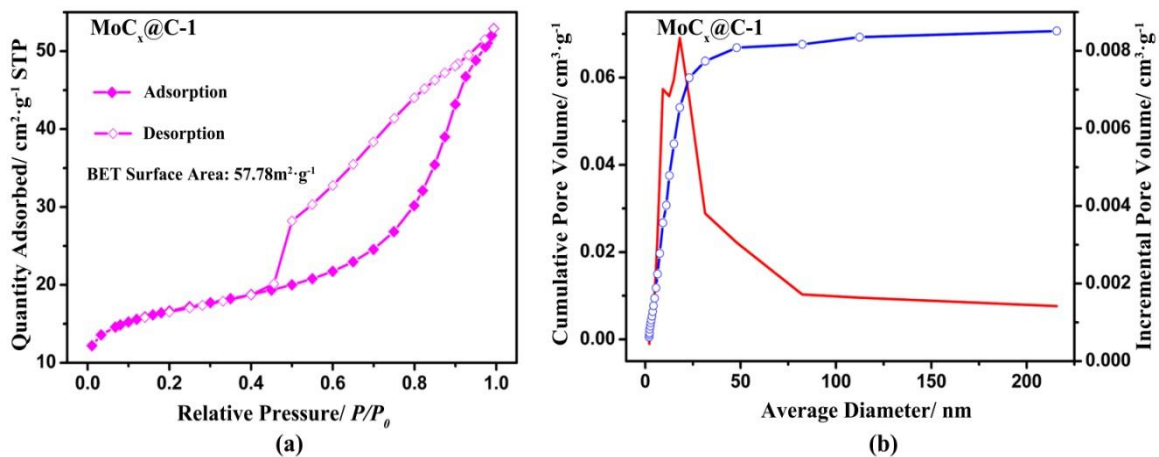 MoCx@C-1
Adsorption
Desorption
BET Surface Area: 57.78m²·g⁻¹
Quantity Adsorbed/ cm²·g⁻¹ STP
50
40
30
20
10
0.0 0.2 0.4 0.6 0.8 1.0
Relative Pressure/ P/P₀
(a)
MoCx@C-1
Cumulative Pore Volume/ cm³·g⁻¹
0.06
0.04
0.02
0.00
0 50 100 150 200
Average Diameter/ nm
Incremental Pore Volume/ cm³·g⁻¹
0.008
0.006
0.004
0.002
0.000
(b)